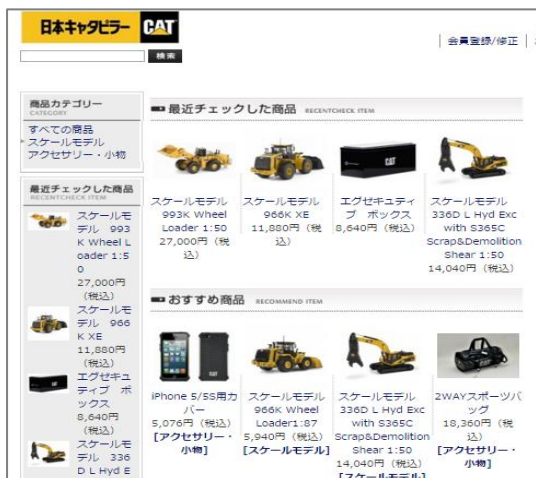 日本キャタピラー CAT
会員登録/修正
検索
商品カテゴリー
CATEGORY
すべての商品
スケールモデル
アクセサリー・小物
最近チェックした商品
RECENTCHECK ITEM
スケールモ
デル 993
K Wheel L
oader 1:5
0
27,000円
(税込)
スケールモ
デル 966
K XE
11,880円
(税込)
エグゼキュ
ティブ ボ
ックス
8,640円
(税込)
スケールモ
デル 336
D L Hyd E
最近チェックした商品 RECENTCHECK ITEM
CAT
スケールモデル
993K Wheel
Loader 1:50
27,000円(税
込)
スケールモデル
966K XE
11,880円(税
込)
エグゼキュティ
ブ ボックス
8,640円(税込)
スケールモデル
336D L Hyd Exc
with S365C
Scrap&Demolition
Shear 1:50
14,040円(税込)
おすすめ商品 RECOMMEND ITEM
iPhone 5/5S用カ
バー
5,076円(税込)
[アクセサリー・
小物]
スケールモデル
966K Wheel
Loader1:87
5,940円(税込)
[スケールモデル]
スケールモデル
336D L Hyd Exc
with S365C
Scrap&Demolition
Shear 1:50
14,040円(税込)
[スケールモデル]
2WAYスポーツバ
ッグ
18,360円(税
込)
[アクセサリー・
小物]